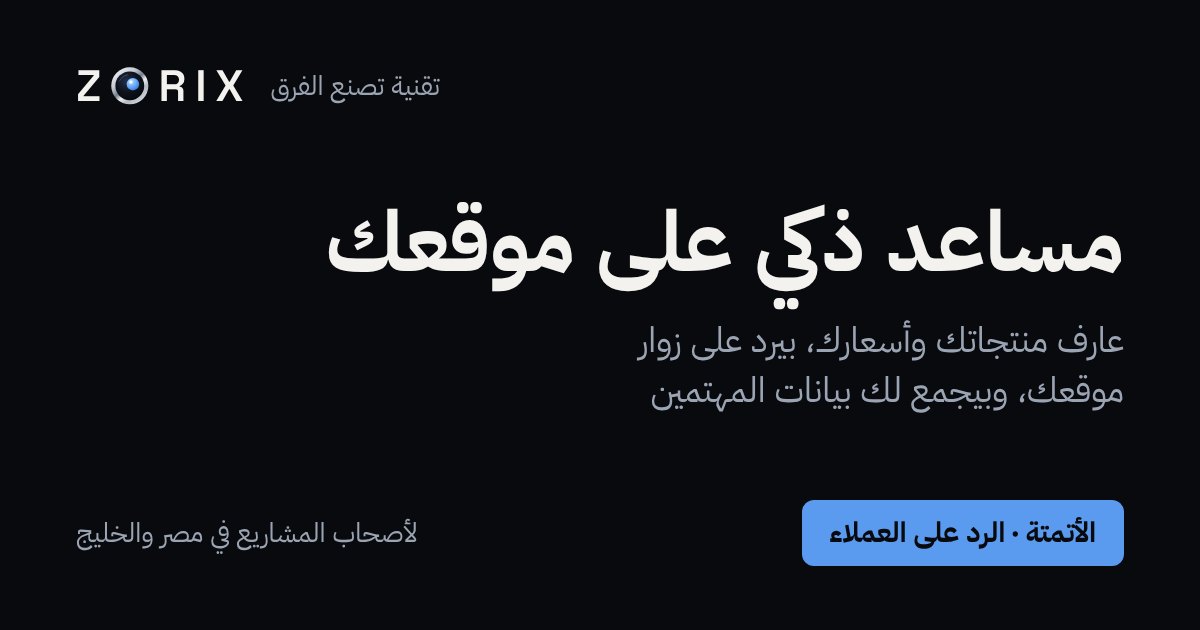 ZORIX تقنية تصنع الفرق
مساعد ذكي على موقعك
عارف منتجاتك وأسعارك، بيرد على زوار
موقعك، وبيجمع لك بيانات المهتمين
الأتمتة · الرد على العملاء
لأصحاب المشاريع في مصر والخليج